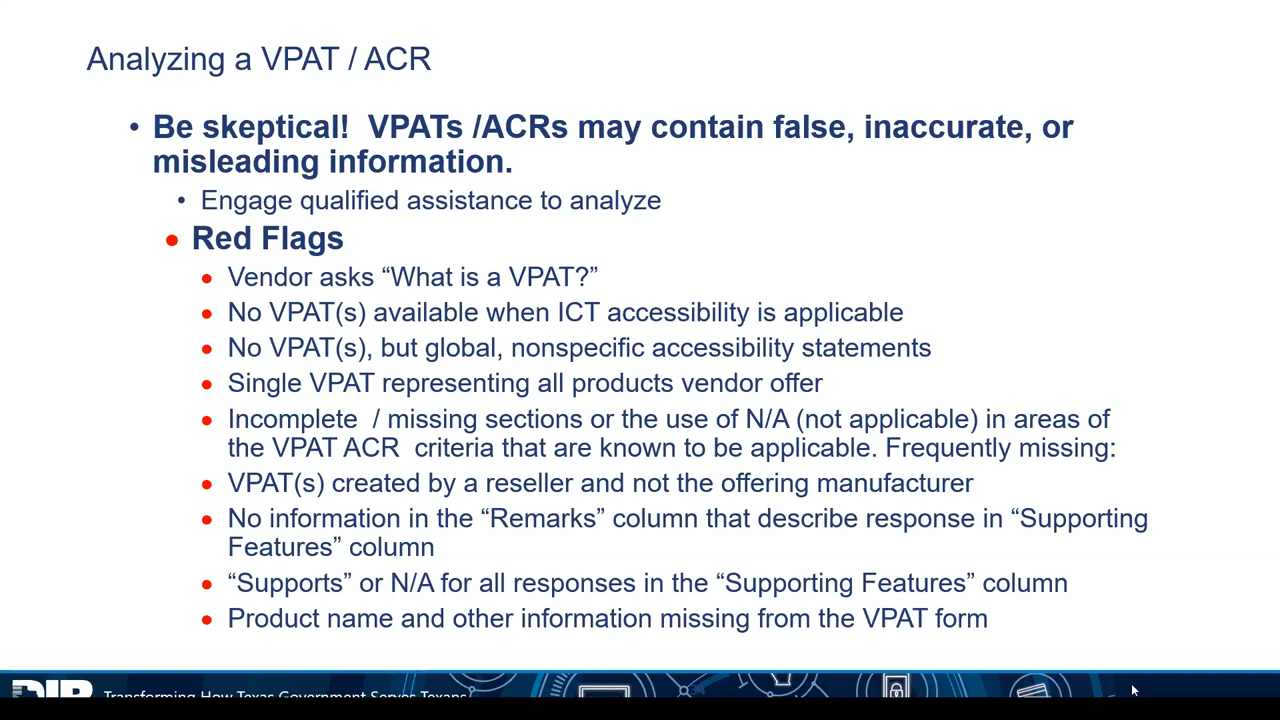 Analyzing a VPAT / ACR
• Be skeptical!  VPATs /ACRs may contain false, inaccurate, or
misleading information.
• Engage qualified assistance to analyze
• Red Flags
• Vendor asks “What is a VPAT?”
• No VPAT(s) available when ICT accessibility is applicable
• No VPAT(s), but global, nonspecific accessibility statements
• Single VPAT representing all products vendor offer
• Incomplete  / missing sections or the use of N/A (not applicable) in areas of
the VPAT ACR  criteria that are known to be applicable. Frequently missing:
• VPAT(s) created by a reseller and not the offering manufacturer
• No information in the “Remarks” column that describe response in “Supporting
Features” column
• “Supports” or N/A for all responses in the “Supporting Features” column
• Product name and other information missing from the VPAT form
DIR Transforming How Texas Government Serves Texans
34